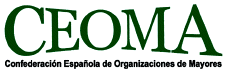 CEOMA
Confederación Española de Organizaciones de Mayores